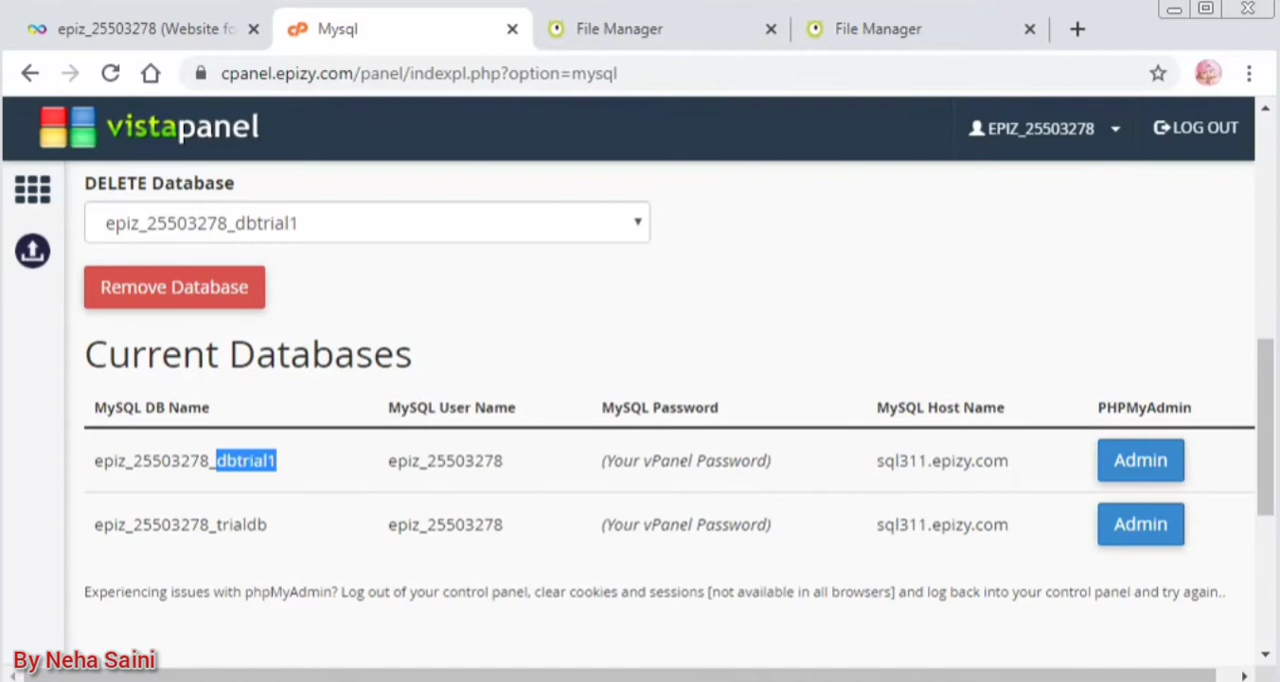 epiz_25503278 (Website fo
Mysql
File Manager
File Manager
cpanel.epizy.com/panel/indexpl.php?option=mysql
vistapanel
EPIZ_25503278
LOG OUT
DELETE Database
epiz_25503278_dbtrial1
Remove Database
Current Databases
MySQL DB Name MySQL User Name MySQL Password MySQL Host Name PHPMyAdmin
epiz_25503278_dbtrial1 epiz_25503278 (Your vPanel Password) sql311.epizy.com Admin
epiz_25503278_trialdb epiz_25503278 (Your vPanel Password) sql311.epizy.com Admin
Experiencing issues with phpMyAdmin? Log out of your control panel, clear cookies and sessions [not available in all browsers] and log back into your control panel and try again..
By Neha Saini